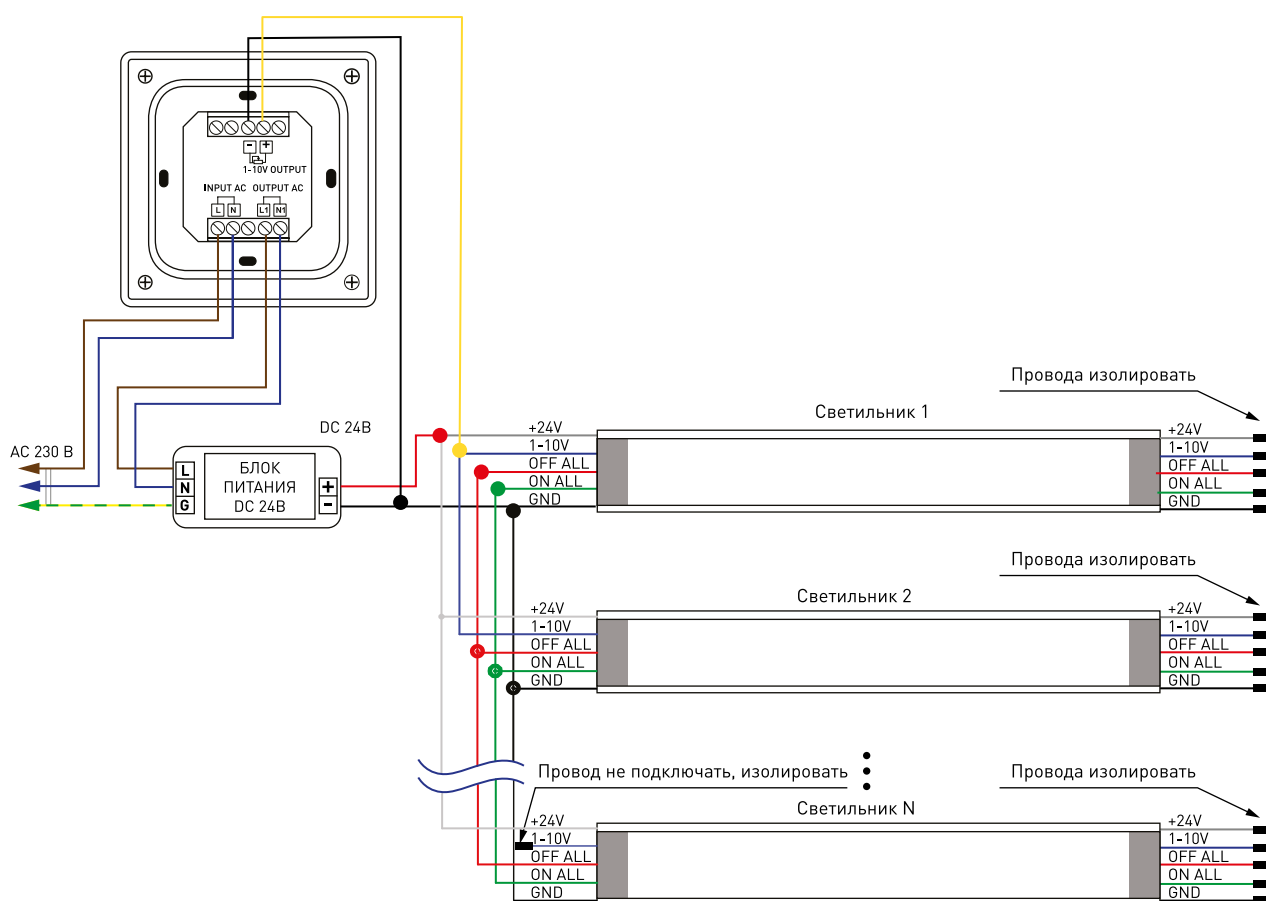 - +
1-10V OUTPUT
INPUT AC OUTPUT AC
L N L1 N1
AC 230 В
DC 24В
L
N
G
БЛОК
ПИТАНИЯ
DC 24В
+
-
Провода изолировать
Светильник 1
+24V
1-10V
OFF ALL
ON ALL
GND
+24V
1-10V
OFF ALL
ON ALL
GND
Провода изолировать
Светильник 2
+24V
1-10V
OFF ALL
ON ALL
GND
+24V
1-10V
OFF ALL
ON ALL
GND
Провод не подключать, изолировать
Провода изолировать
Светильник N
+24V
1-10V
OFF ALL
ON ALL
GND
+24V
1-10V
OFF ALL
ON ALL
GND